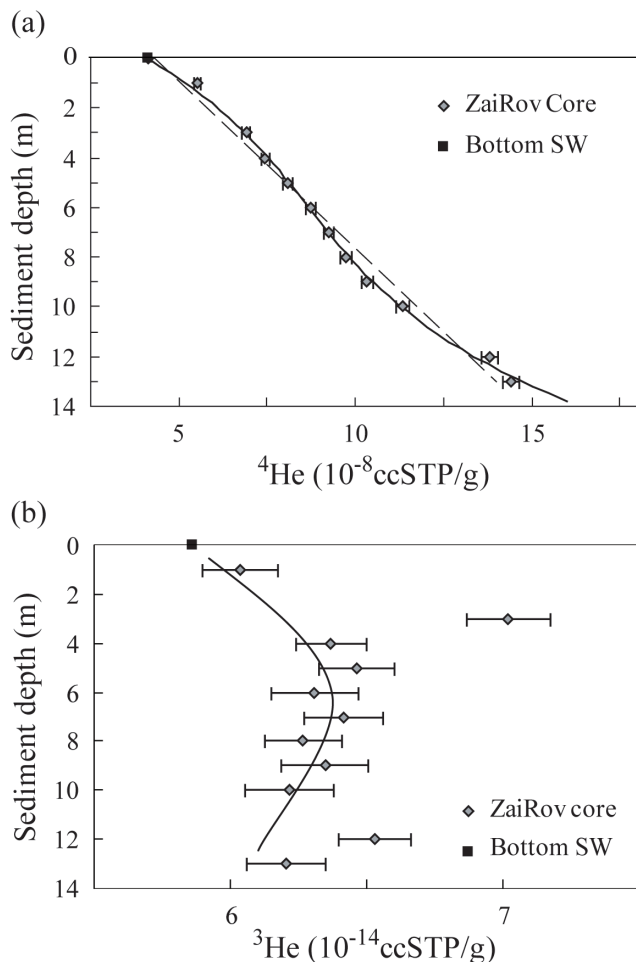 (a)
0
2
4
6
8
10
12
14
Sediment depth (m)
ZaiRov Core
Bottom SW
5
10
15
⁴He (10⁻⁸ccSTP/g)
(b)
0
2
4
6
8
10
12
14
Sediment depth (m)
ZaiRov core
Bottom SW
6
7
³He (10⁻¹⁴ccSTP/g)